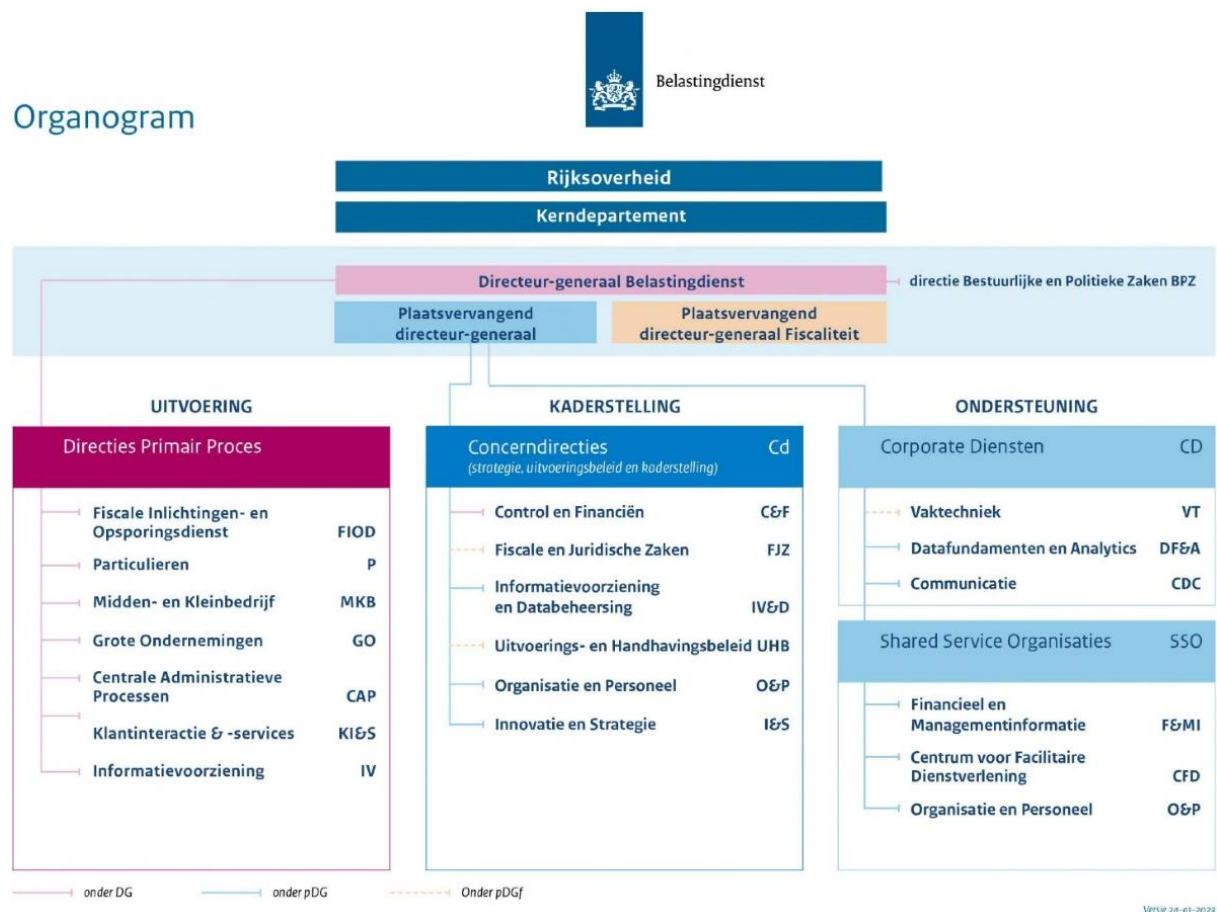 Belastingdienst
Organogram
Rijksoverheid
Kerndepartement
Directeur-generaal Belastingdienst
directie Bestuurlijke en Politieke Zaken BPZ
Plaatsvervangend
directeur-generaal
Plaatsvervangend
directeur-generaal Fiscaliteit
UITVOERING
Directies Primair Proces
Fiscale Inlichtingen- en
Opsporingsdienst FIOD
Particulieren P
Midden- en Kleinbedrijf MKB
Grote Ondernemingen GO
Centrale Administratieve
Processen CAP
Klantinteractie & -services KI&S
Informatievoorziening IV
KADERSTELLING
Concerndirecties Cd
(strategie, uitvoeringsbeleid en kaderstelling)
Control en Financiën C&F
Fiscale en Juridische Zaken FJZ
Informatievoorziening
en Databeheersing IV&D
Uitvoerings- en Handhavingsbeleid UHB
Organisatie en Personeel O&P
Innovatie en Strategie I&S
ONDERSTEUNING
Corporate Diensten CD
Vaktechniek VT
Datafundamenten en Analytics DF&A
Communicatie CDC
Shared Service Organisaties SSO
Financieel en
Managementinformatie F&MI
Centrum voor Facilitaire
Dienstverlening CFD
Organisatie en Personeel O&P
onder DG
onder pDG
Onder pDGf
Versie 24-01-2023